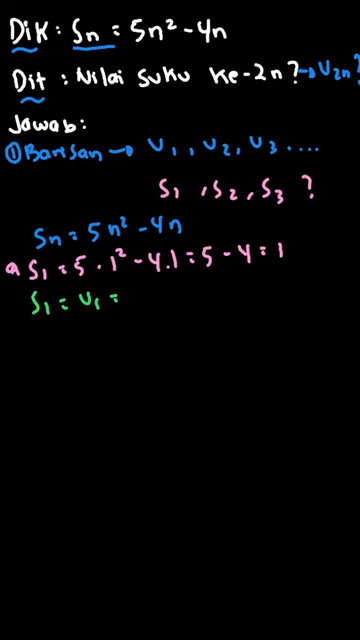 Dik : Sn = 5n² - 4n
Dit : Nilai suku ke-2n? → U2n?
Jawab :
① Barisan → U1, U2, U3 ....
S1, S2, S3 ?
Sn = 5n² - 4n
a) S1 = 5 · 1² - 4.1 = 5 - 4 = 1
S1 = U1 =